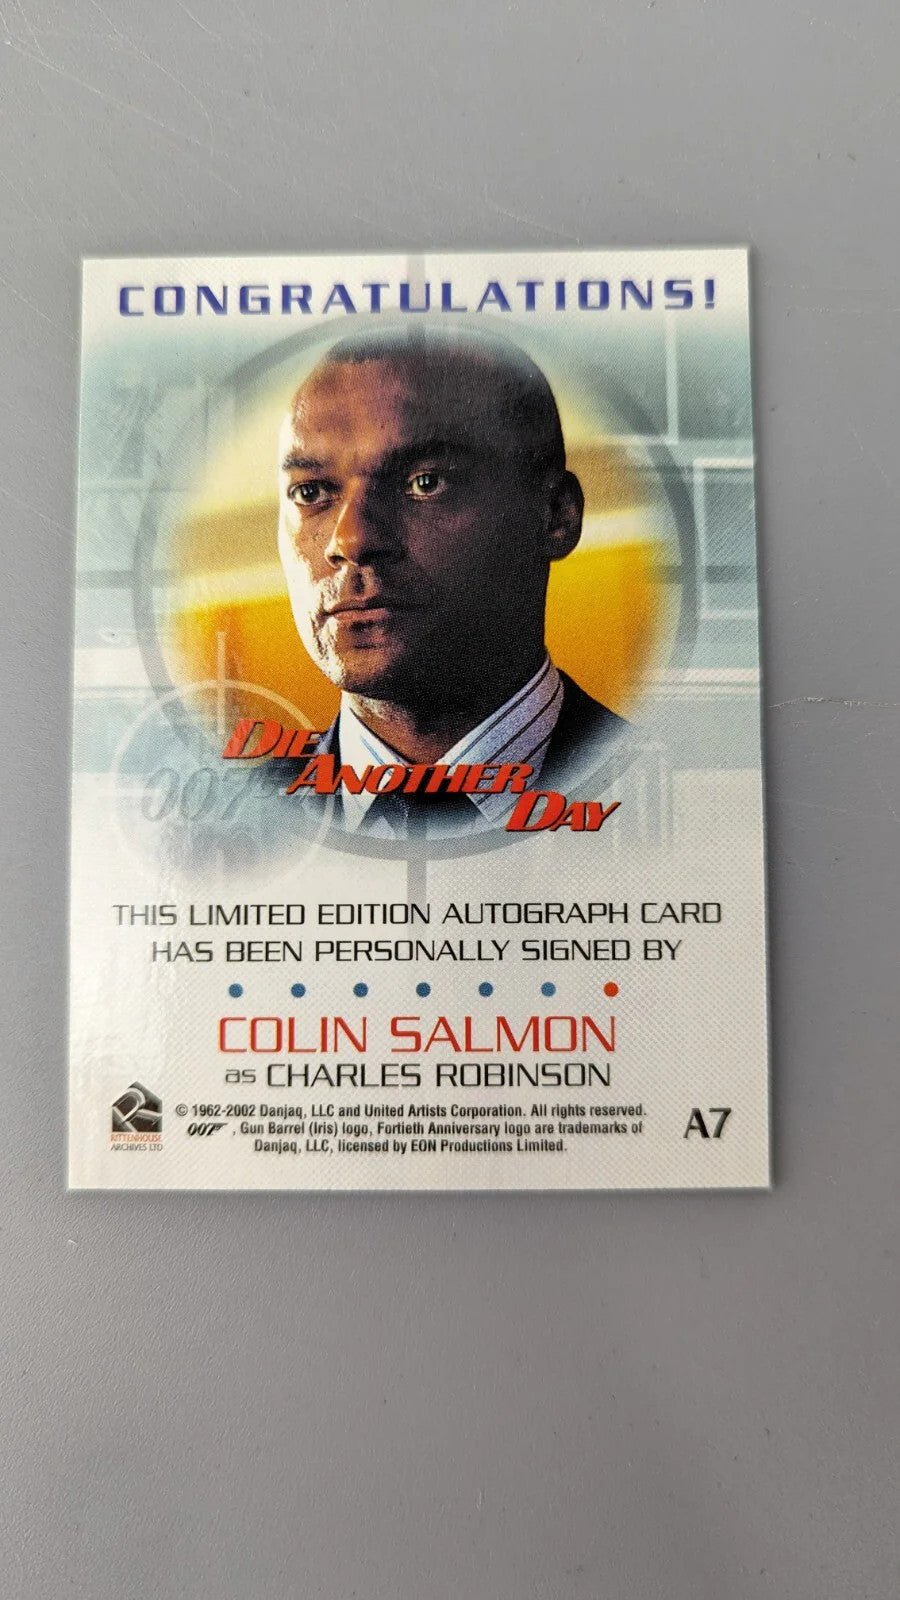 CONGRATULATIONS!
007
DIE
ANOTHER
DAY
THIS LIMITED EDITION AUTOGRAPH CARD
HAS BEEN PERSONALLY SIGNED BY
COLIN SALMON
as CHARLES ROBINSON
RITTENHOUSE
ARCHIVES LTD
© 1962-2002 Danjaq, LLC and United Artists Corporation. All rights reserved.
007, Gun Barrel (Iris) logo, Fortieth Anniversary logo are trademarks of
Danjaq, LLC, licensed by EON Productions Limited.
A7